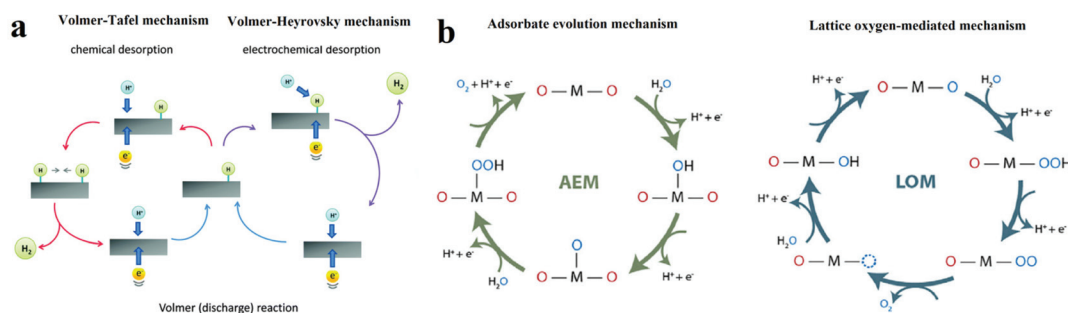 a
Volmer-Tafel mechanism
chemical desorption
Volmer-Heyrovsky mechanism
electrochemical desorption
H⁺
H
e⁻
H
H
H₂
H⁺
e⁻
H
H⁺
H
e⁻
H₂
H⁺
e⁻
Volmer (discharge) reaction
b
Adsorbate evolution mechanism
O₂ + H⁺ + e⁻
O — M — O
H₂O
H⁺ + e⁻
OOH
O — M — O
AEM
OH
O — M — O
H⁺ + e⁻
H₂O
O
O — M — O
H⁺ + e⁻
Lattice oxygen-mediated mechanism
H⁺ + e⁻
O — M — O
H₂O
H⁺ + e⁻
O — M — OH
LOM
O — M — OOH
H⁺ + e⁻
H₂O
H⁺ + e⁻
O — M —
O — M — OO
O₂